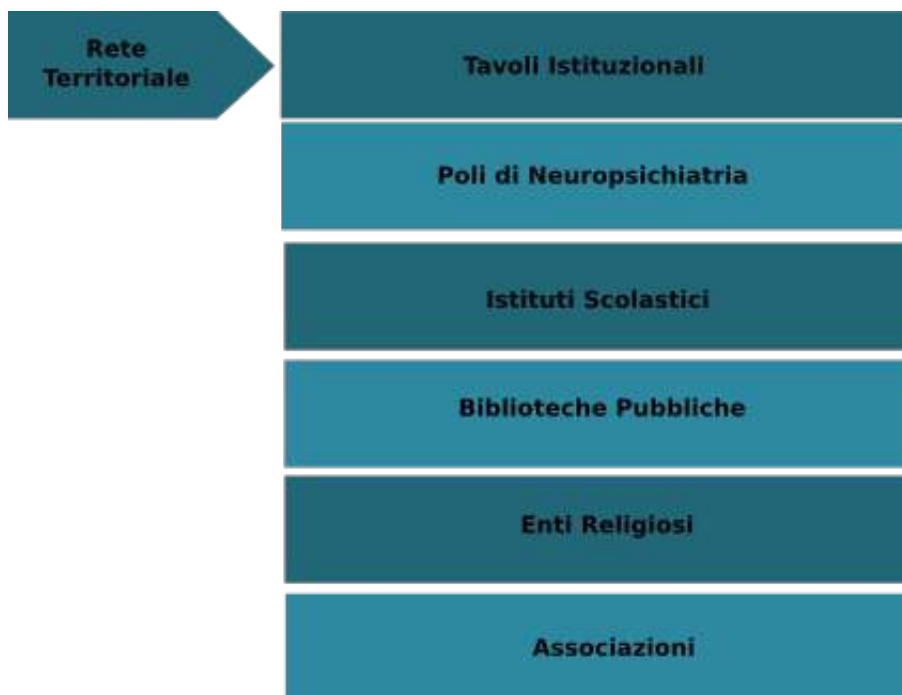 Rete
Territoriale
Tavoli Istituzionali
Poli di Neuropsichiatria
Istituti Scolastici
Biblioteche Pubbliche
Enti Religiosi
Associazioni